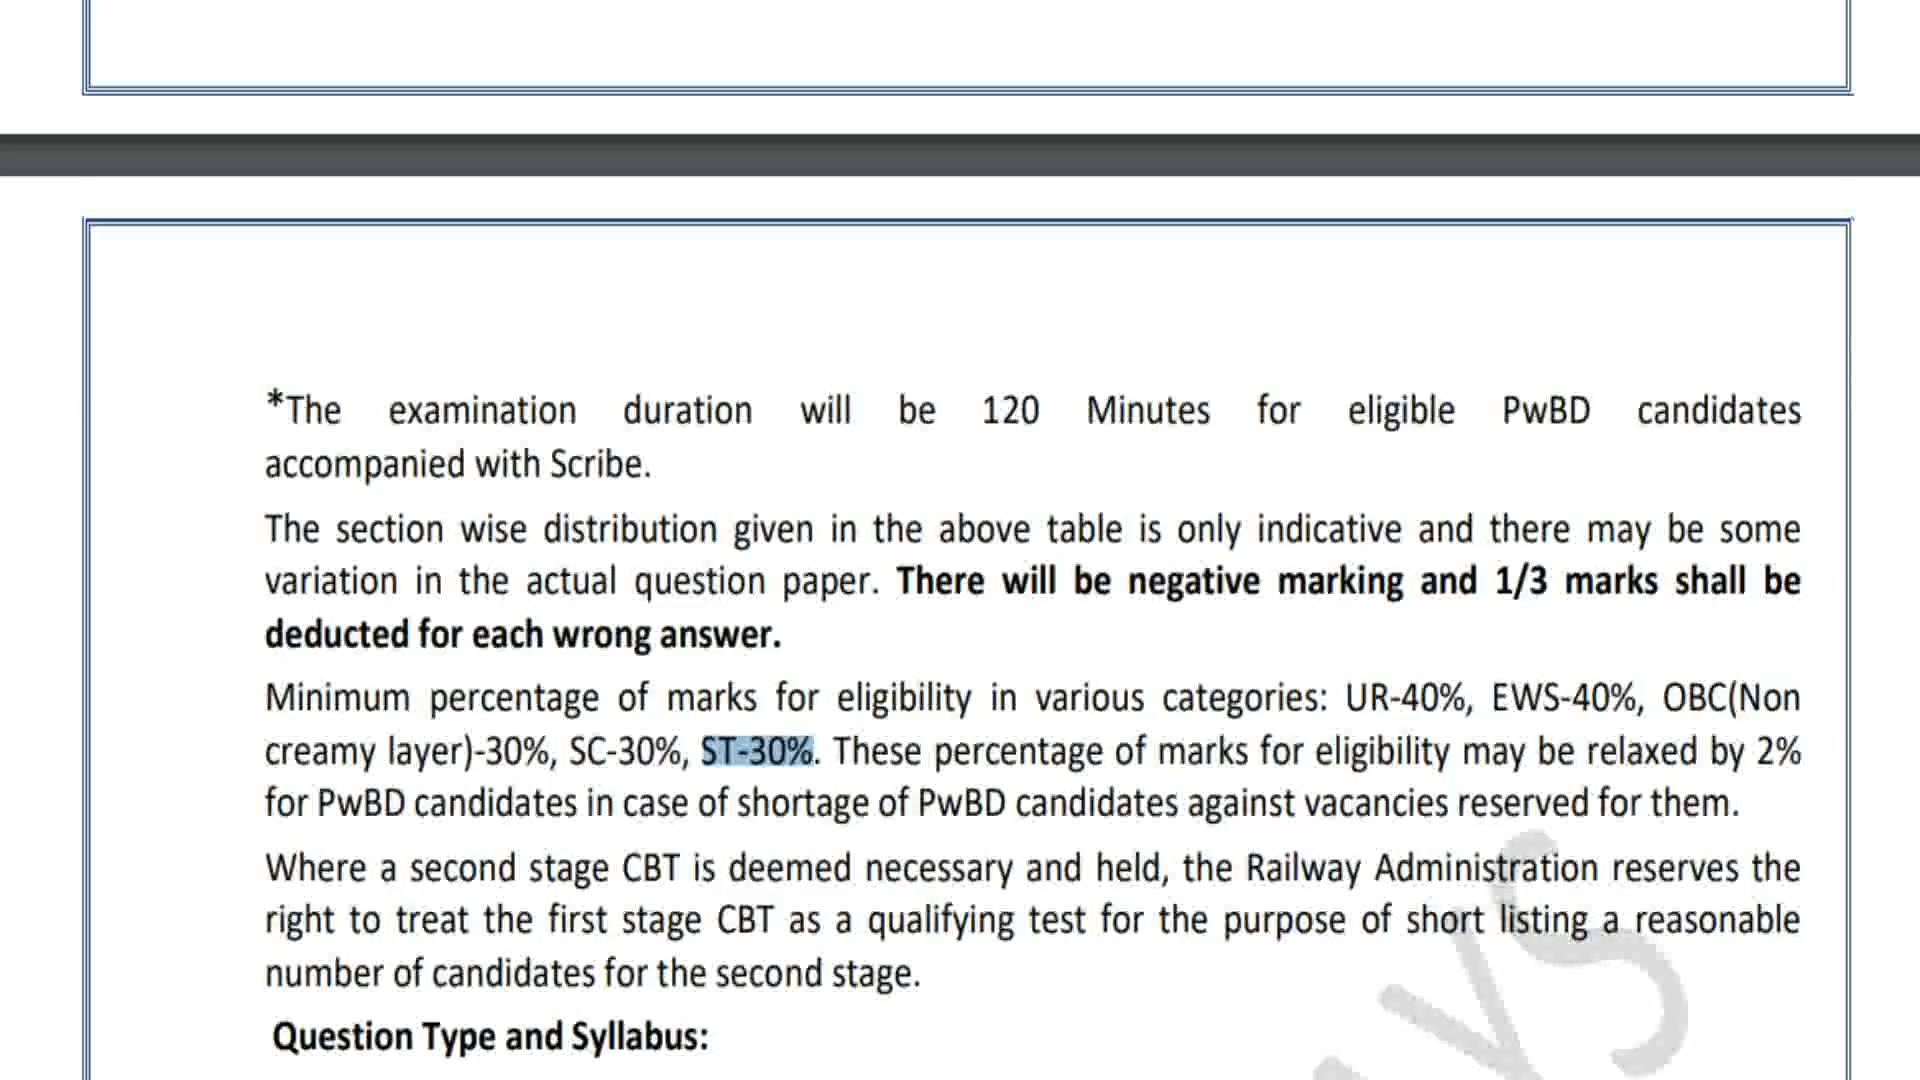 *The examination duration will be 120 Minutes for eligible PwBD candidates
accompanied with Scribe.
The section wise distribution given in the above table is only indicative and there may be some
variation in the actual question paper. There will be negative marking and 1/3 marks shall be
deducted for each wrong answer.
Minimum percentage of marks for eligibility in various categories: UR-40%, EWS-40%, OBC(Non
creamy layer)-30%, SC-30%, ST-30%. These percentage of marks for eligibility may be relaxed by 2%
for PwBD candidates in case of shortage of PwBD candidates against vacancies reserved for them.
Where a second stage CBT is deemed necessary and held, the Railway Administration reserves the
right to treat the first stage CBT as a qualifying test for the purpose of short listing a reasonable
number of candidates for the second stage.
Question Type and Syllabus: